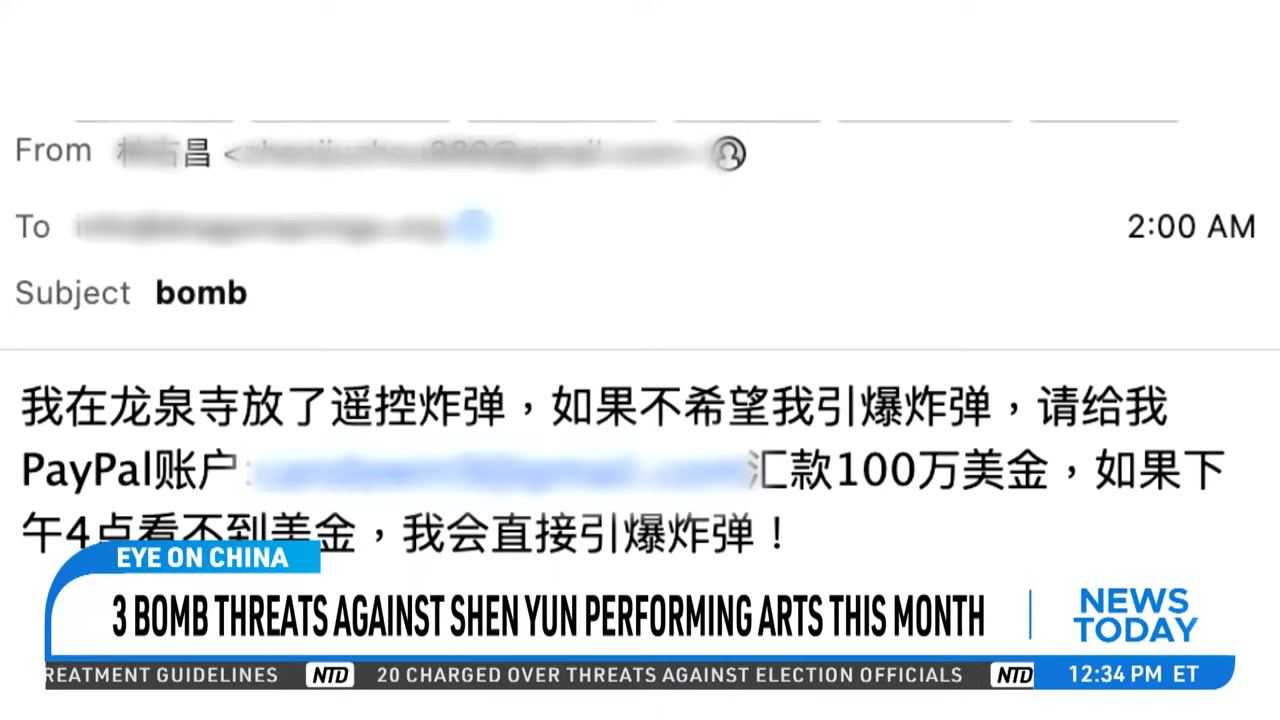 From 昌
To
2:00 AM
Subject bomb
我在龙泉寺放了遥控炸弹，如果不希望我引爆炸弹，请给我
PayPal账户: 汇款100万美金，如果下
午4点看不到美金，我会直接引爆炸弹！
EYE ON CHINA
3 BOMB THREATS AGAINST SHEN YUN PERFORMING ARTS THIS MONTH
NEWS
TODAY
REATMENT GUIDELINES NTD 20 CHARGED OVER THREATS AGAINST ELECTION OFFICIALS NTD 12:34 PM ET